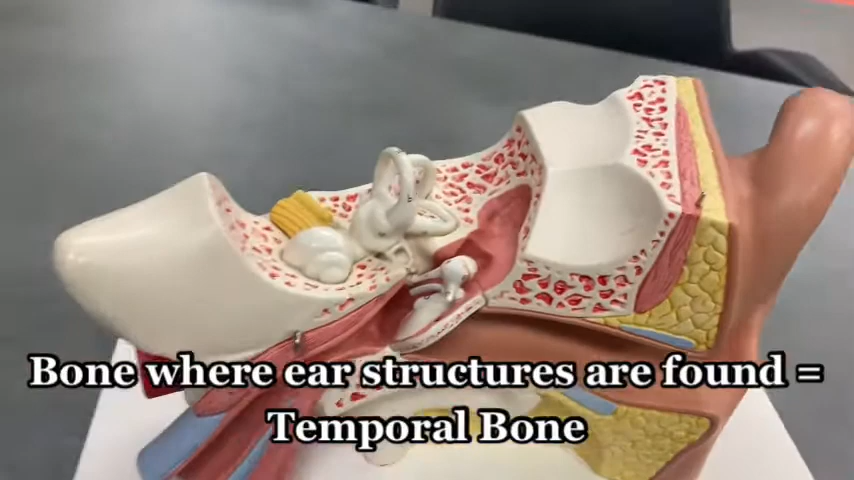 Bone where ear structures are found =
Temporal Bone